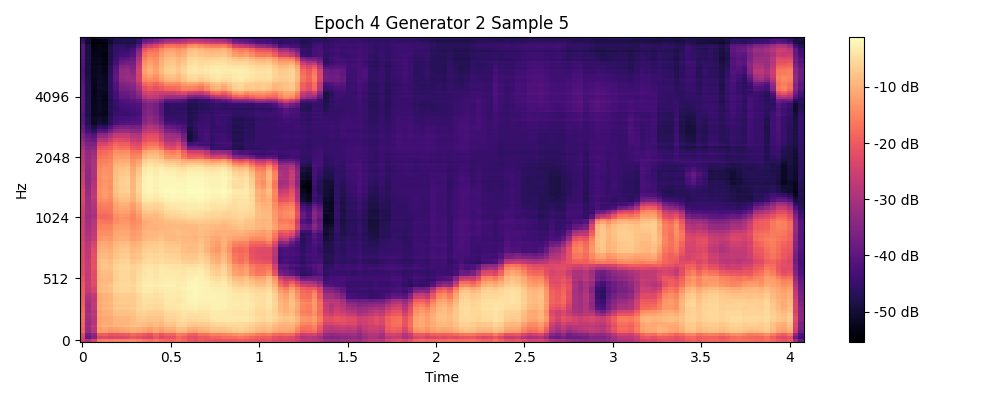 Epoch 4 Generator 2 Sample 5
Hz
4096
2048
1024
512
0
0 0.5 1 1.5 2 2.5 3 3.5 4
Time
-10 dB
-20 dB
-30 dB
-40 dB
-50 dB